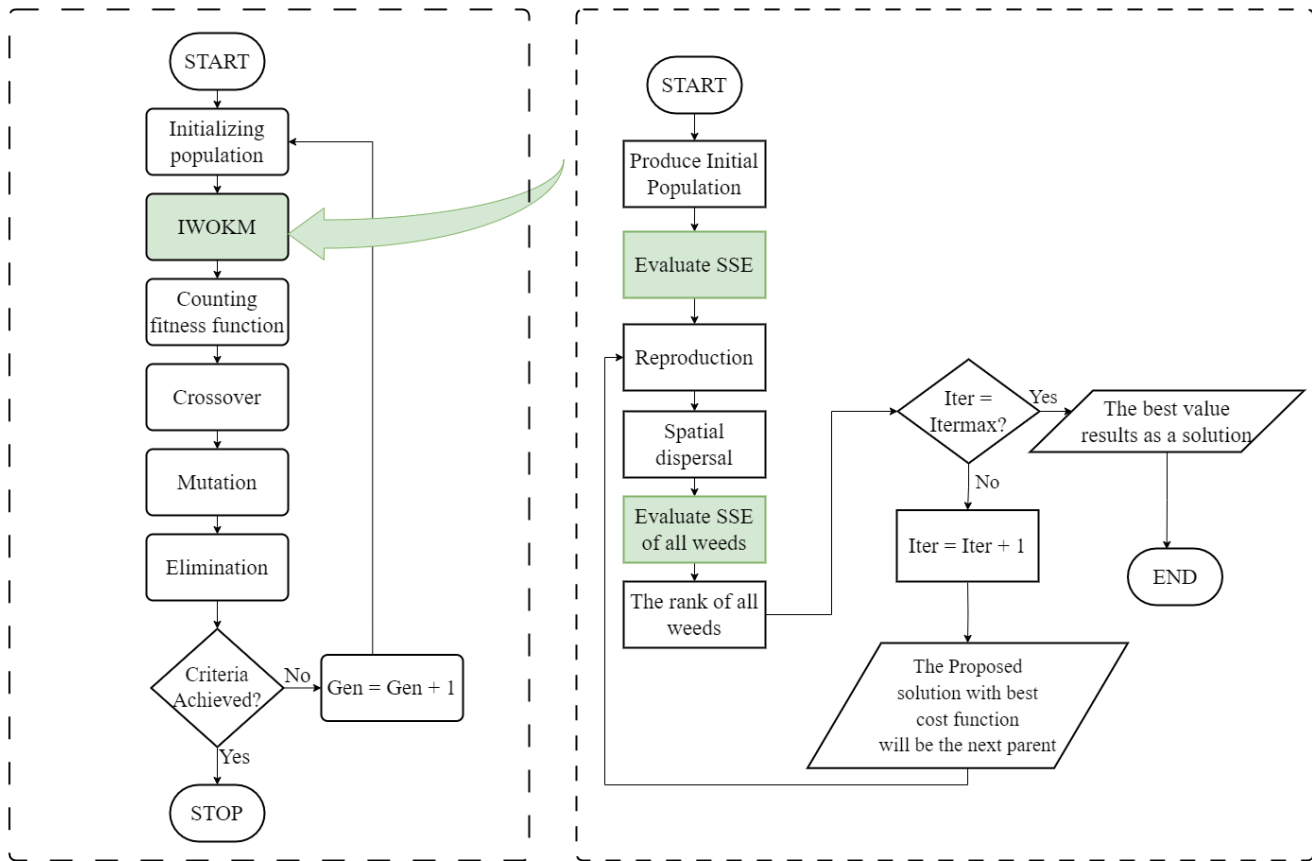 START
Initializing
population
IWOKM
Counting
fitness function
Crossover
Mutation
Elimination
Criteria
Achieved?
No
Gen = Gen + 1
Yes
STOP
START
Produce Initial
Population
Evaluate SSE
Reproduction
Spatial
dispersal
Evaluate SSE
of all weeds
The rank of all
weeds
Iter =
Itermax?
Yes
The best value
results as a solution
END
No
Iter = Iter + 1
The Proposed
solution with best
cost function
will be the next parent